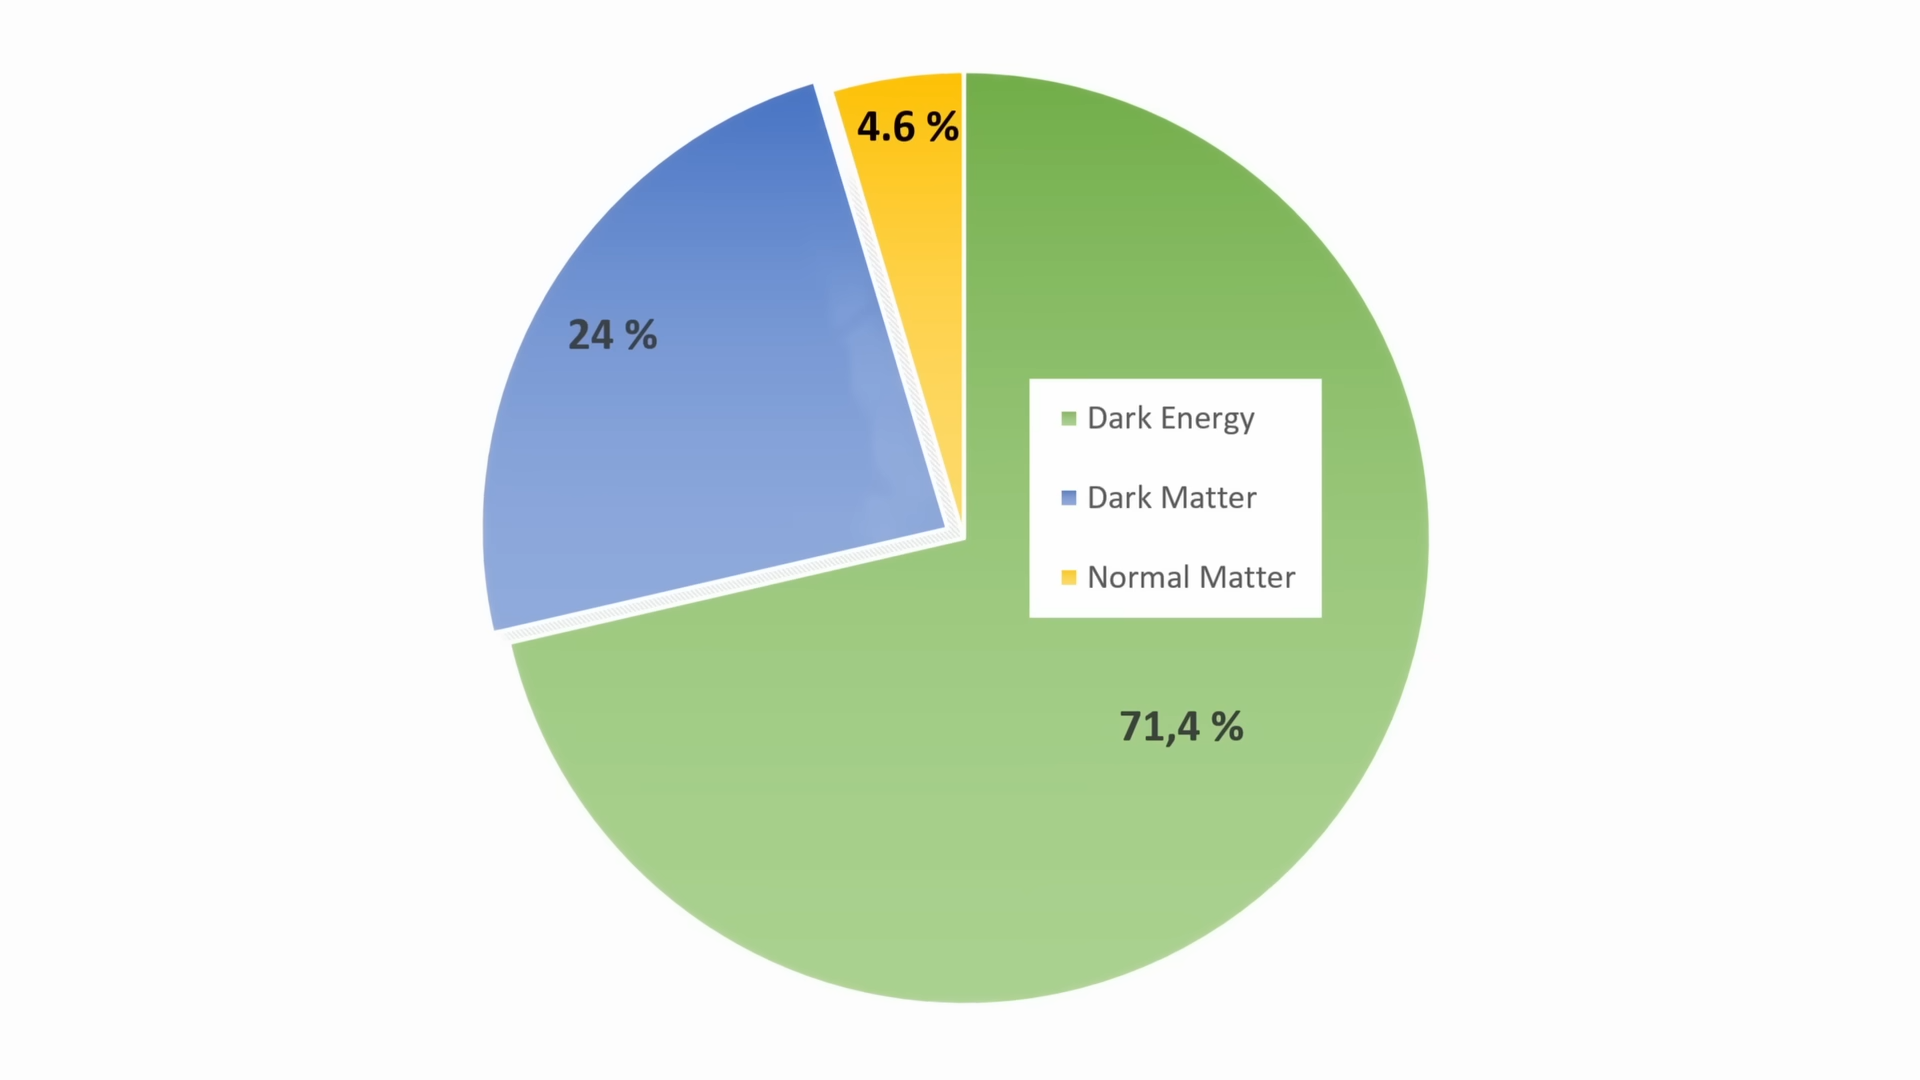 4.6 %
24 %
Dark Energy
Dark Matter
Normal Matter
71,4 %